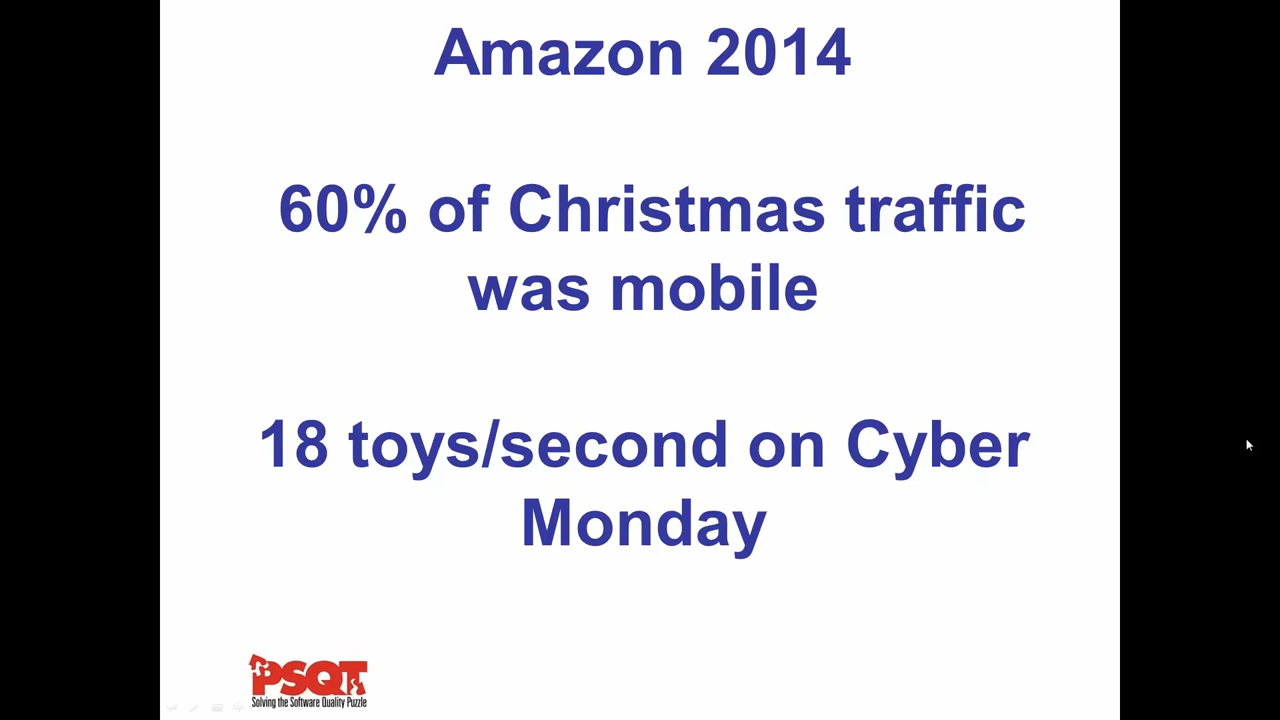 Amazon 2014
60% of Christmas traffic
was mobile
18 toys/second on Cyber
Monday
PSQT
Solving the Software Quality Puzzle